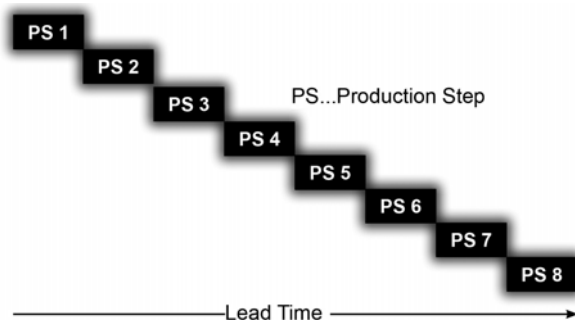 PS 1
PS 2
PS 3
PS...Production Step
PS 4
PS 5
PS 6
PS 7
PS 8
Lead Time